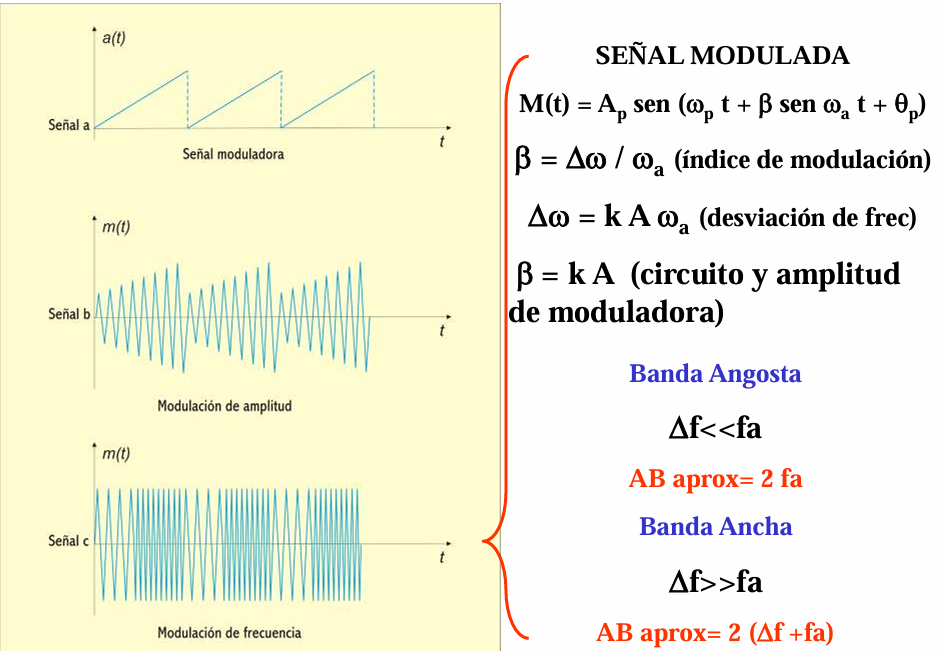 a(t)
Señal a
t
Señal moduladora
m(t)
Señal b
t
Modulación de amplitud
m(t)
Señal c
t
Modulación de frecuencia
SEÑAL MODULADA
M(t) = Aₚ sen (ωₚ t + β sen ωₐ t + θₚ)
β = Δω / ωₐ (índice de modulación)
Δω = k A ωₐ (desviación de frec)
β = k A (circuito y amplitud
de moduladora)
Banda Angosta
Δf<<fa
AB aprox= 2 fa
Banda Ancha
Δf>>fa
AB aprox= 2 (Δf +fa)